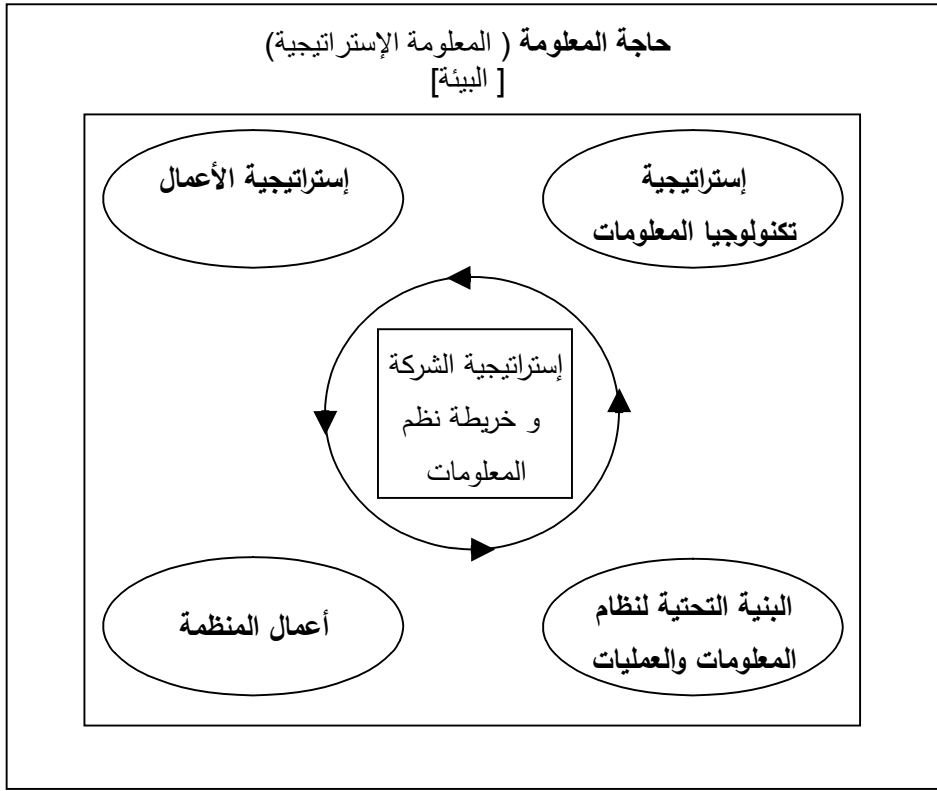 حاجة المعلومة ( المعلومة الإستراتيجية)
[ البيئة]
إستراتيجية
تكنولوجيا المعلومات
إستراتيجية الأعمال
إستراتيجية الشركة
و خريطة نظم
المعلومات
البنية التحتية لنظام
المعلومات والعمليات
أعمال المنظمة